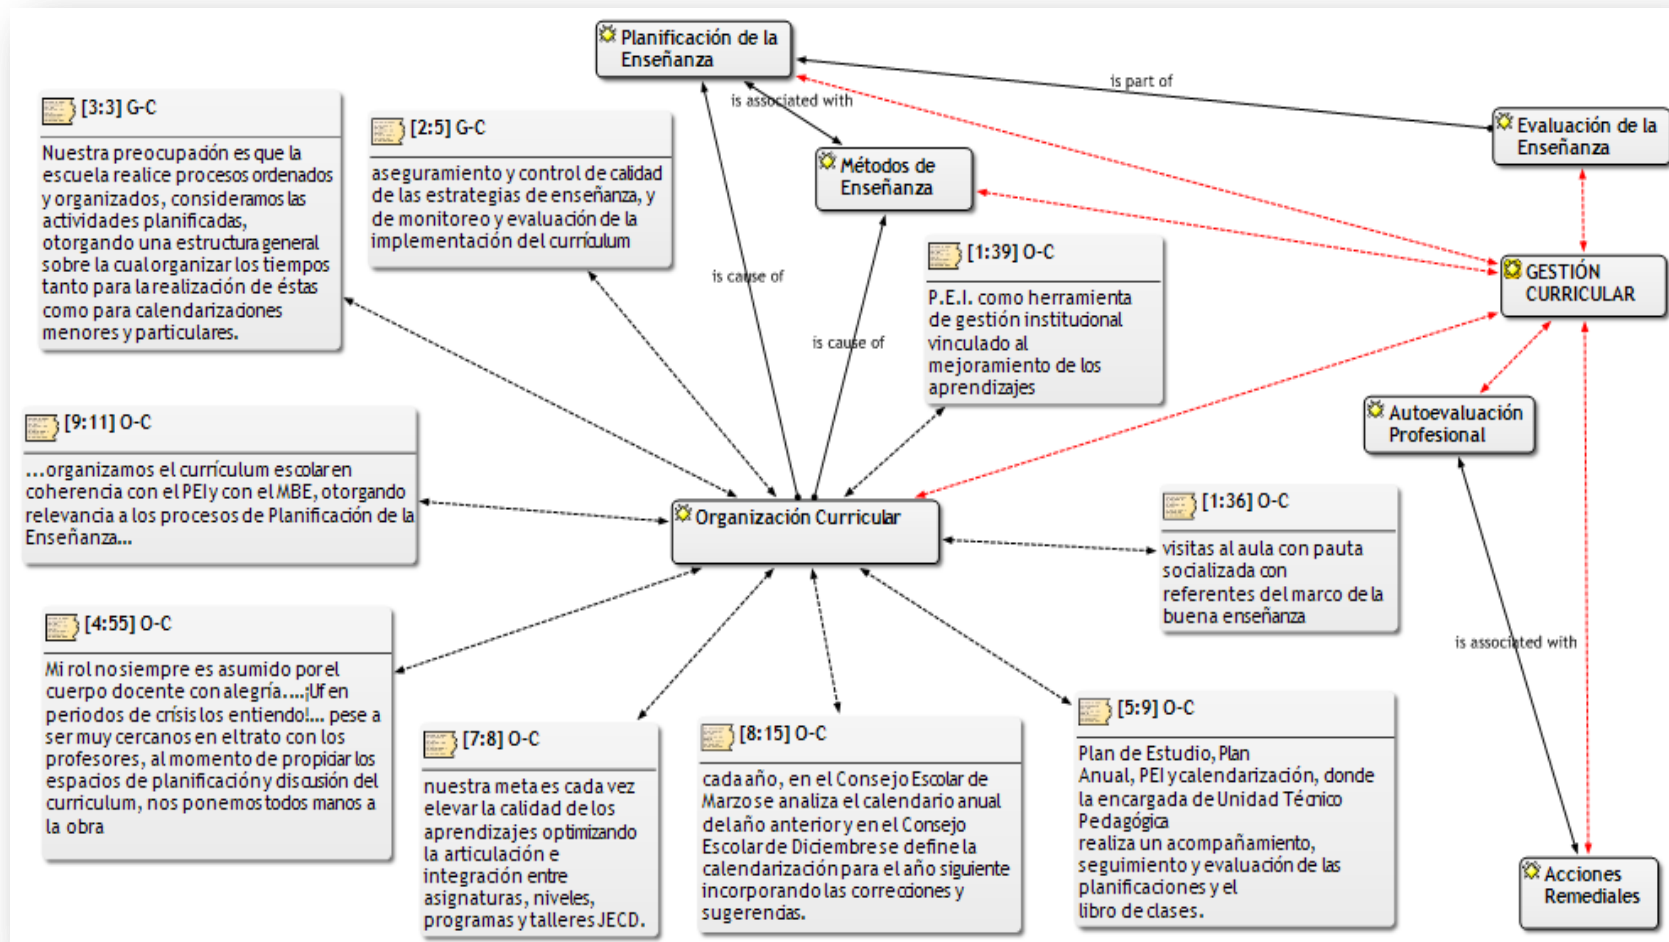 Planificación de la
Enseñanza
is part of
is associated with
Evaluación de la
Enseñanza
Métodos de
Enseñanza
[3:3] G-C
Nuestra preocupación es que la
escuela realice procesos ordenados
y organizados, consideramos las
actividades planificadas,
otorgando una estructura general
sobre la cual organizar los tiempos
tanto para la realización de éstas
como para calendarizaciones
menores y particulares.
[2:5] G-C
aseguramiento y control de calidad
de las estrategias de enseñanza, y
de monitoreo y evaluación de la
implementación del currículum
is cause of
is cause of
[1:39] O-C
P.E.I. como herramienta
de gestión institucional
vinculado al
mejoramiento de los
aprendizajes
GESTIÓN
CURRICULAR
Autoevaluación
Profesional
[9:11] O-C
...organizamos el currículum escolar en
coherencia con el PEI y con el MBE, otorgando
relevancia a los procesos de Planificación de la
Enseñanza...
Organización Curricular
[1:36] O-C
visitas al aula con pauta
socializada con
referentes del marco de la
buena enseñanza
is associated with
[4:55] O-C
Mi rol no siempre es asumido por el
cuerpo docente con alegría....¡Uf en
periodos de crísis los entiendo!... pese a
ser muy cercanos en el trato con los
profesores, al momento de propiciar los
espacios de planificación y discusión del
curriculum, nos ponemos todos manos a
la obra
[7:8] O-C
nuestra meta es cada vez
elevar la calidad de los
aprendizajes optimizando
la articulación e
integración entre
asignaturas, niveles,
programas y talleres JECD.
[8:15] O-C
cada año, en el Consejo Escolar de
Marzo se analiza el calendario anual
del año anterior y en el Consejo
Escolar de Diciembre se define la
calendarización para el año siguiente
incorporando las correcciones y
sugerencias.
[5:9] O-C
Plan de Estudio, Plan
Anual, PEI y calendarización, donde
la encargada de Unidad Técnico
Pedagógica
realiza un acompañamiento,
seguimiento y evaluación de las
planificaciones y el
libro de clases.
Acciones
Remediales